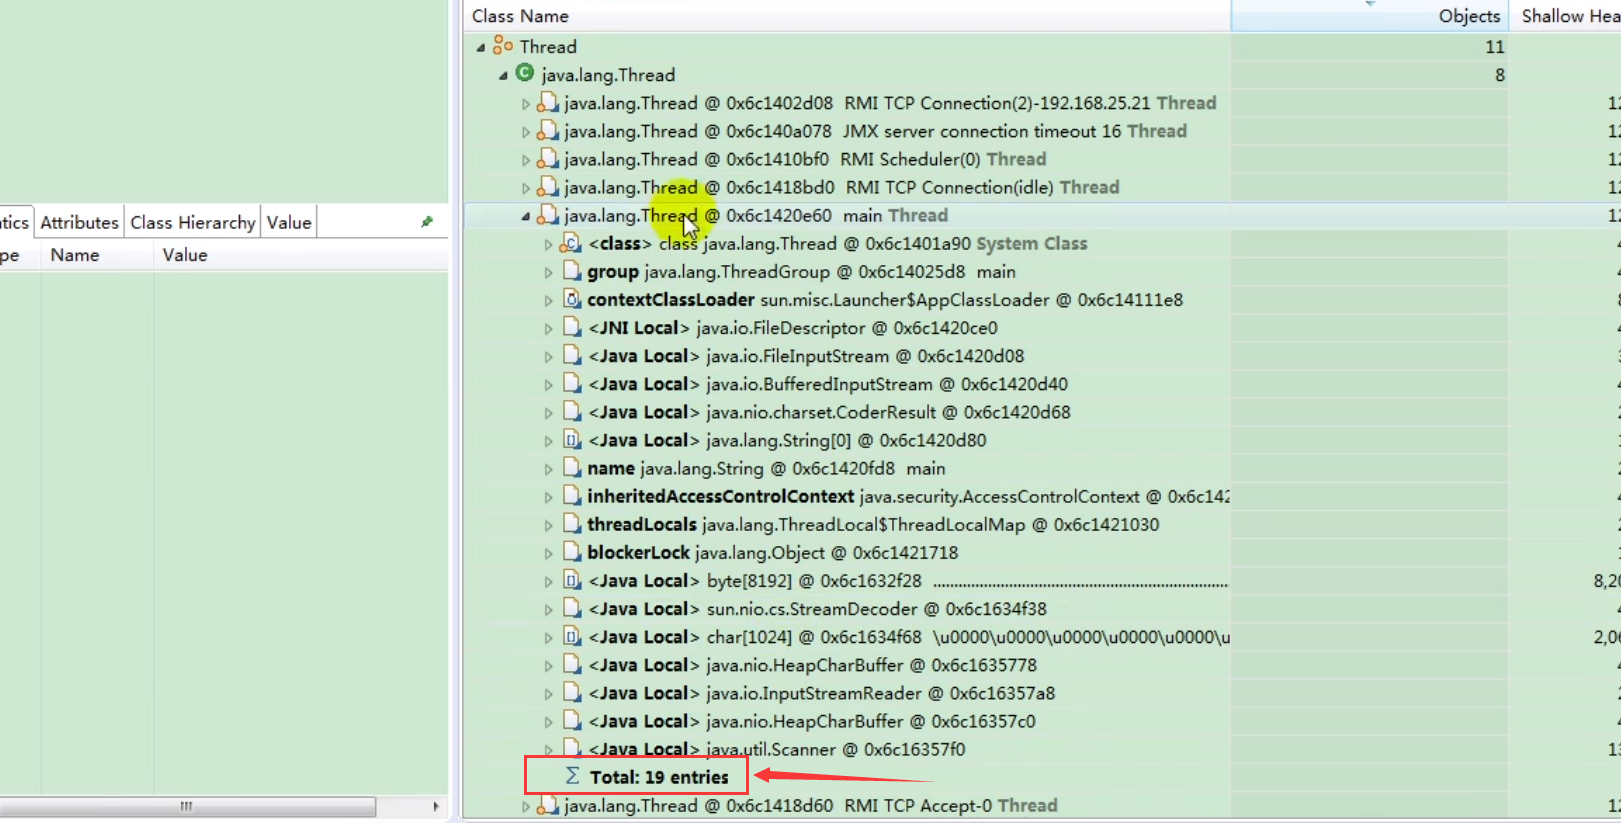 Class Name Objects Shallow Hea
Thread 11
java.lang.Thread 8
java.lang.Thread @ 0x6c1402d08 RMI TCP Connection(2)-192.168.25.21 Thread 12
java.lang.Thread @ 0x6c140a078 JMX server connection timeout 16 Thread 12
java.lang.Thread @ 0x6c1410bf0 RMI Scheduler(0) Thread 12
java.lang.Thread @ 0x6c1418bd0 RMI TCP Connection(idle) Thread 12
java.lang.Thread @ 0x6c1420e60 main Thread 12
<class> class java.lang.Thread @ 0x6c1401a90 System Class
group java.lang.ThreadGroup @ 0x6c14025d8 main
contextClassLoader sun.misc.Launcher$AppClassLoader @ 0x6c14111e8
<JNI Local> java.io.FileDescriptor @ 0x6c1420ce0
<Java Local> java.io.FileInputStream @ 0x6c1420d08
<Java Local> java.io.BufferedInputStream @ 0x6c1420d40
<Java Local> java.nio.charset.CoderResult @ 0x6c1420d68
<Java Local> java.lang.String[0] @ 0x6c1420d80
name java.lang.String @ 0x6c1420fd8 main
inheritedAccessControlContext java.security.AccessControlContext @ 0x6c142
threadLocals java.lang.ThreadLocal$ThreadLocalMap @ 0x6c1421030
blockerLock java.lang.Object @ 0x6c1421718
<Java Local> byte[8192] @ 0x6c1632f28 ................................................................ 8,20
<Java Local> sun.nio.cs.StreamDecoder @ 0x6c1634f38
<Java Local> char[1024] @ 0x6c1634f68 \u0000\u0000\u0000\u0000\u0000\u 2,06
<Java Local> java.nio.HeapCharBuffer @ 0x6c1635778
<Java Local> java.io.InputStreamReader @ 0x6c16357a8
<Java Local> java.nio.HeapCharBuffer @ 0x6c16357c0
<Java Local> java.util.Scanner @ 0x6c16357f0 13
Σ Total: 19 entries
java.lang.Thread @ 0x6c1418d60 RMI TCP Accept-0 Thread 12
tics Attributes Class Hierarchy Value
pe Name Value